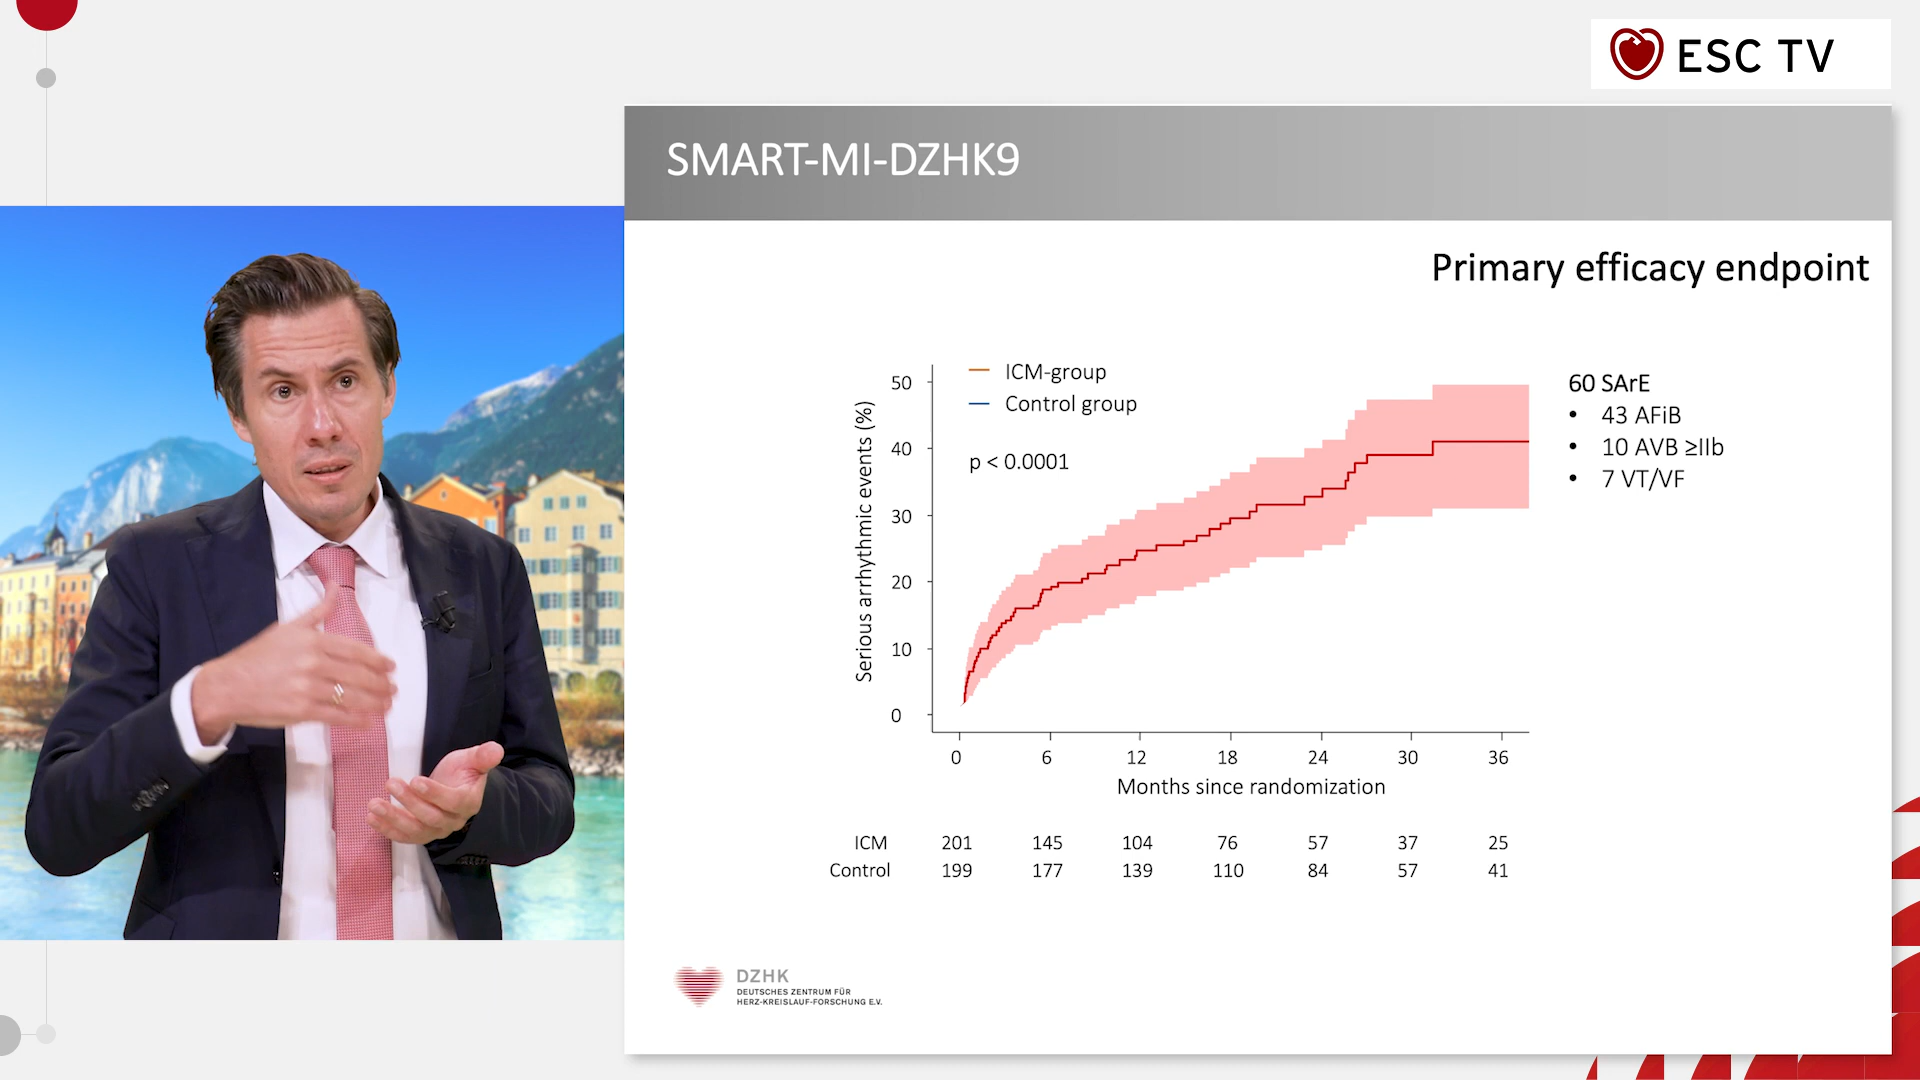 ESC TV
SMART-MI-DZHK9
Primary efficacy endpoint
ICM-group
Control group
p < 0.0001
Serious arrhythmic events (%)
50
40
30
20
10
0
0 6 12 18 24 30 36
Months since randomization
60 SArE
• 43 AFiB
• 10 AVB ≥IIb
• 7 VT/VF
ICM 201 145 104 76 57 37 25
Control 199 177 139 110 84 57 41
DZHK
DEUTSCHES ZENTRUM FÜR
HERZ-KREISLAUF-FORSCHUNG E.V.